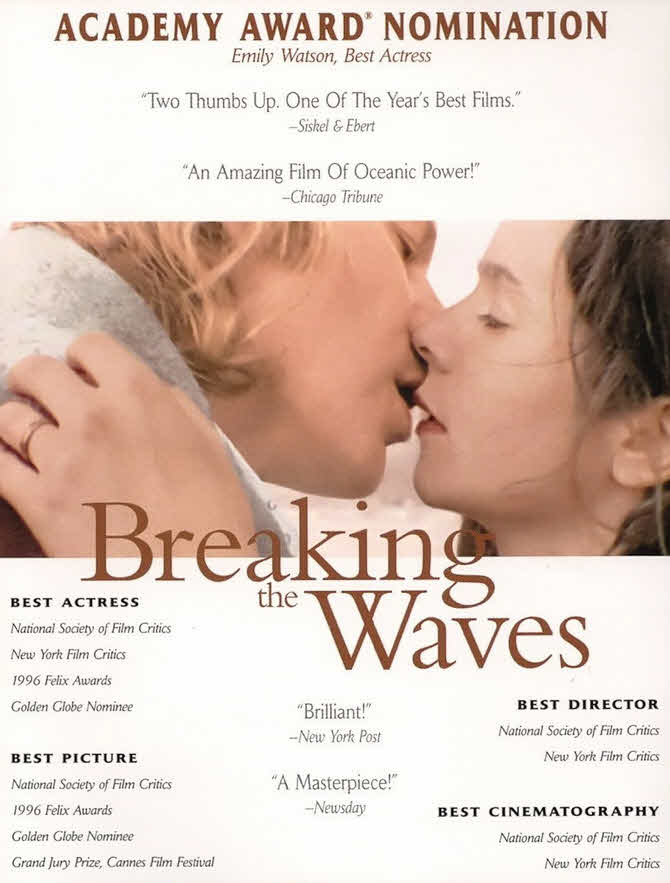 ACADEMY AWARD® NOMINATION
Emily Watson, Best Actress
“Two Thumbs Up. One Of The Year’s Best Films.”
–Siskel & Ebert
“An Amazing Film Of Oceanic Power!”
–Chicago Tribune
Breaking
the
Waves
BEST ACTRESS
National Society of Film Critics
New York Film Critics
1996 Felix Awards
Golden Globe Nominee
BEST PICTURE
National Society of Film Critics
1996 Felix Awards
Golden Globe Nominee
Grand Jury Prize, Cannes Film Festival
“Brilliant!”
–New York Post
“A Masterpiece!”
–Newsday
BEST DIRECTOR
National Society of Film Critics
New York Film Critics
BEST CINEMATOGRAPHY
National Society of Film Critics
New York Film Critics